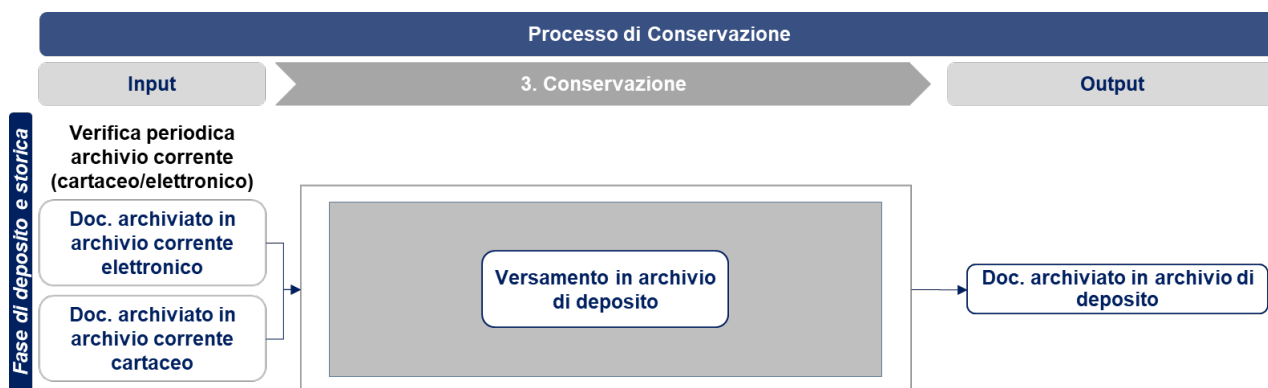 Processo di Conservazione
Input
3. Conservazione
Output
Fase di deposito e storica
Verifica periodica
archivio corrente
(cartaceo/elettronico)
Doc. archiviato in
archivio corrente
elettronico
Doc. archiviato in
archivio corrente
cartaceo
Versamento in archivio
di deposito
Doc. archiviato in archivio di
deposito